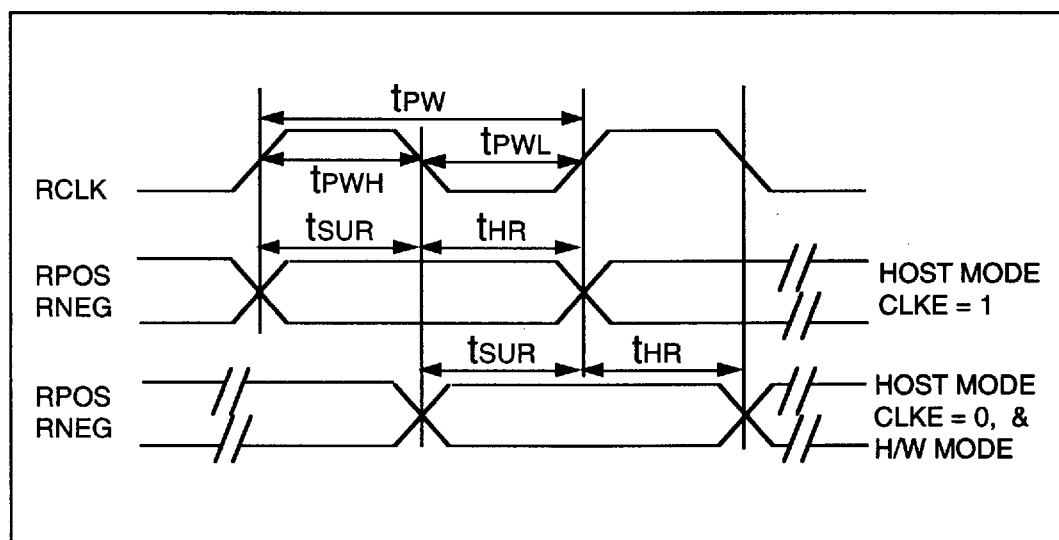 tPW
tPWL
tPWH
RCLK
tSUR
tHR
RPOS
RNEG
HOST MODE
CLKE = 1
tSUR
tHR
RPOS
RNEG
HOST MODE
CLKE = 0, &
H/W MODE